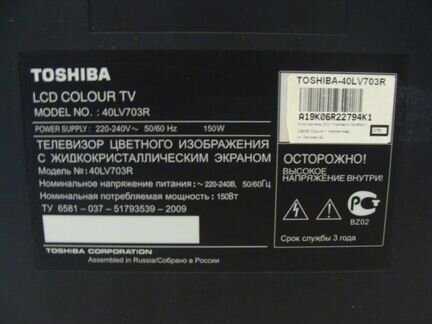 TOSHIBA
LCD COLOUR TV
MODEL NO. : 40LV703R
POWER SUPPLY: 220-240V~ 50/60 Hz 150W
ТЕЛЕВИЗОР ЦВЕТНОГО ИЗОБРАЖЕНИЯ
С ЖИДКОКРИСТАЛЛИЧЕСКИМ ЭКРАНОМ
Модель №: 40LV703R
Номинальное напряжение питания: ~ 220-240В, 50/60Гц
Номинальная потребляемая мощность: 150Вт
ТУ 6581 -037 - 51793539 - 2009
TOSHIBA CORPORATION
Assembled in Russia/Собрано в России
TOSHIBA-40LV703R
A19K06R22794K1
ОСТОРОЖНО!
ВЫСОКОЕ
НАПРЯЖЕНИЕ ВНУТРИ!
БZ02
Срок службы 3 года